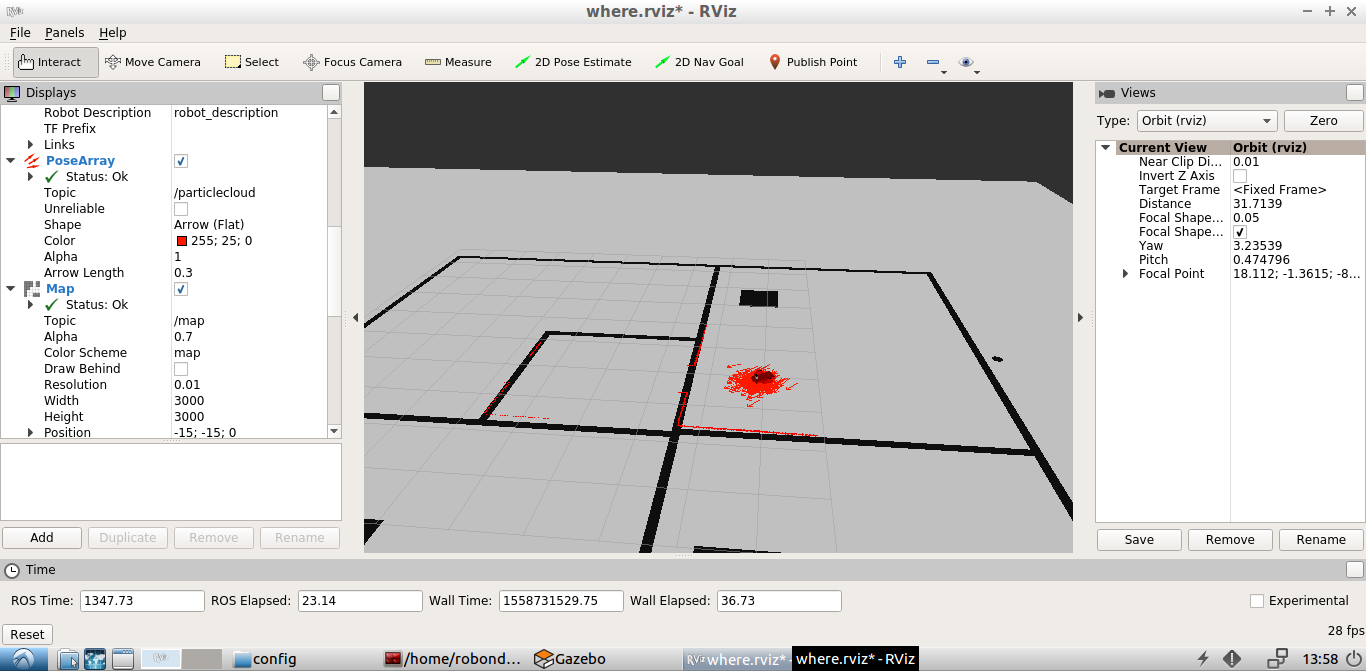 where.rviz* - RViz
File Panels Help
Interact Move Camera Select Focus Camera Measure 2D Pose Estimate 2D Nav Goal Publish Point
Displays
Robot Description robot_description
TF Prefix
Links
PoseArray
Status: Ok
Topic /particlecloud
Unreliable
Shape Arrow (Flat)
Color 255; 25; 0
Alpha 1
Arrow Length 0.3
Map
Status: Ok
Topic /map
Alpha 0.7
Color Scheme map
Draw Behind
Resolution 0.01
Width 3000
Height 3000
Position -15; -15; 0
Add Duplicate Remove Rename
Views
Type: Orbit (rviz) Zero
Current View Orbit (rviz)
Near Clip Di... 0.01
Invert Z Axis
Target Frame <Fixed Frame>
Distance 31.7139
Focal Shape... 0.05
Focal Shape...
Yaw 3.23539
Pitch 0.474796
Focal Point 18.112; -1.3615; -8...
Save Remove Rename
Time
ROS Time: 1347.73 ROS Elapsed: 23.14 Wall Time: 1558731529.75 Wall Elapsed: 36.73 Experimental
Reset 28 fps
config /home/robond... Gazebo where.rviz* - where.rviz* - RViz 13:58